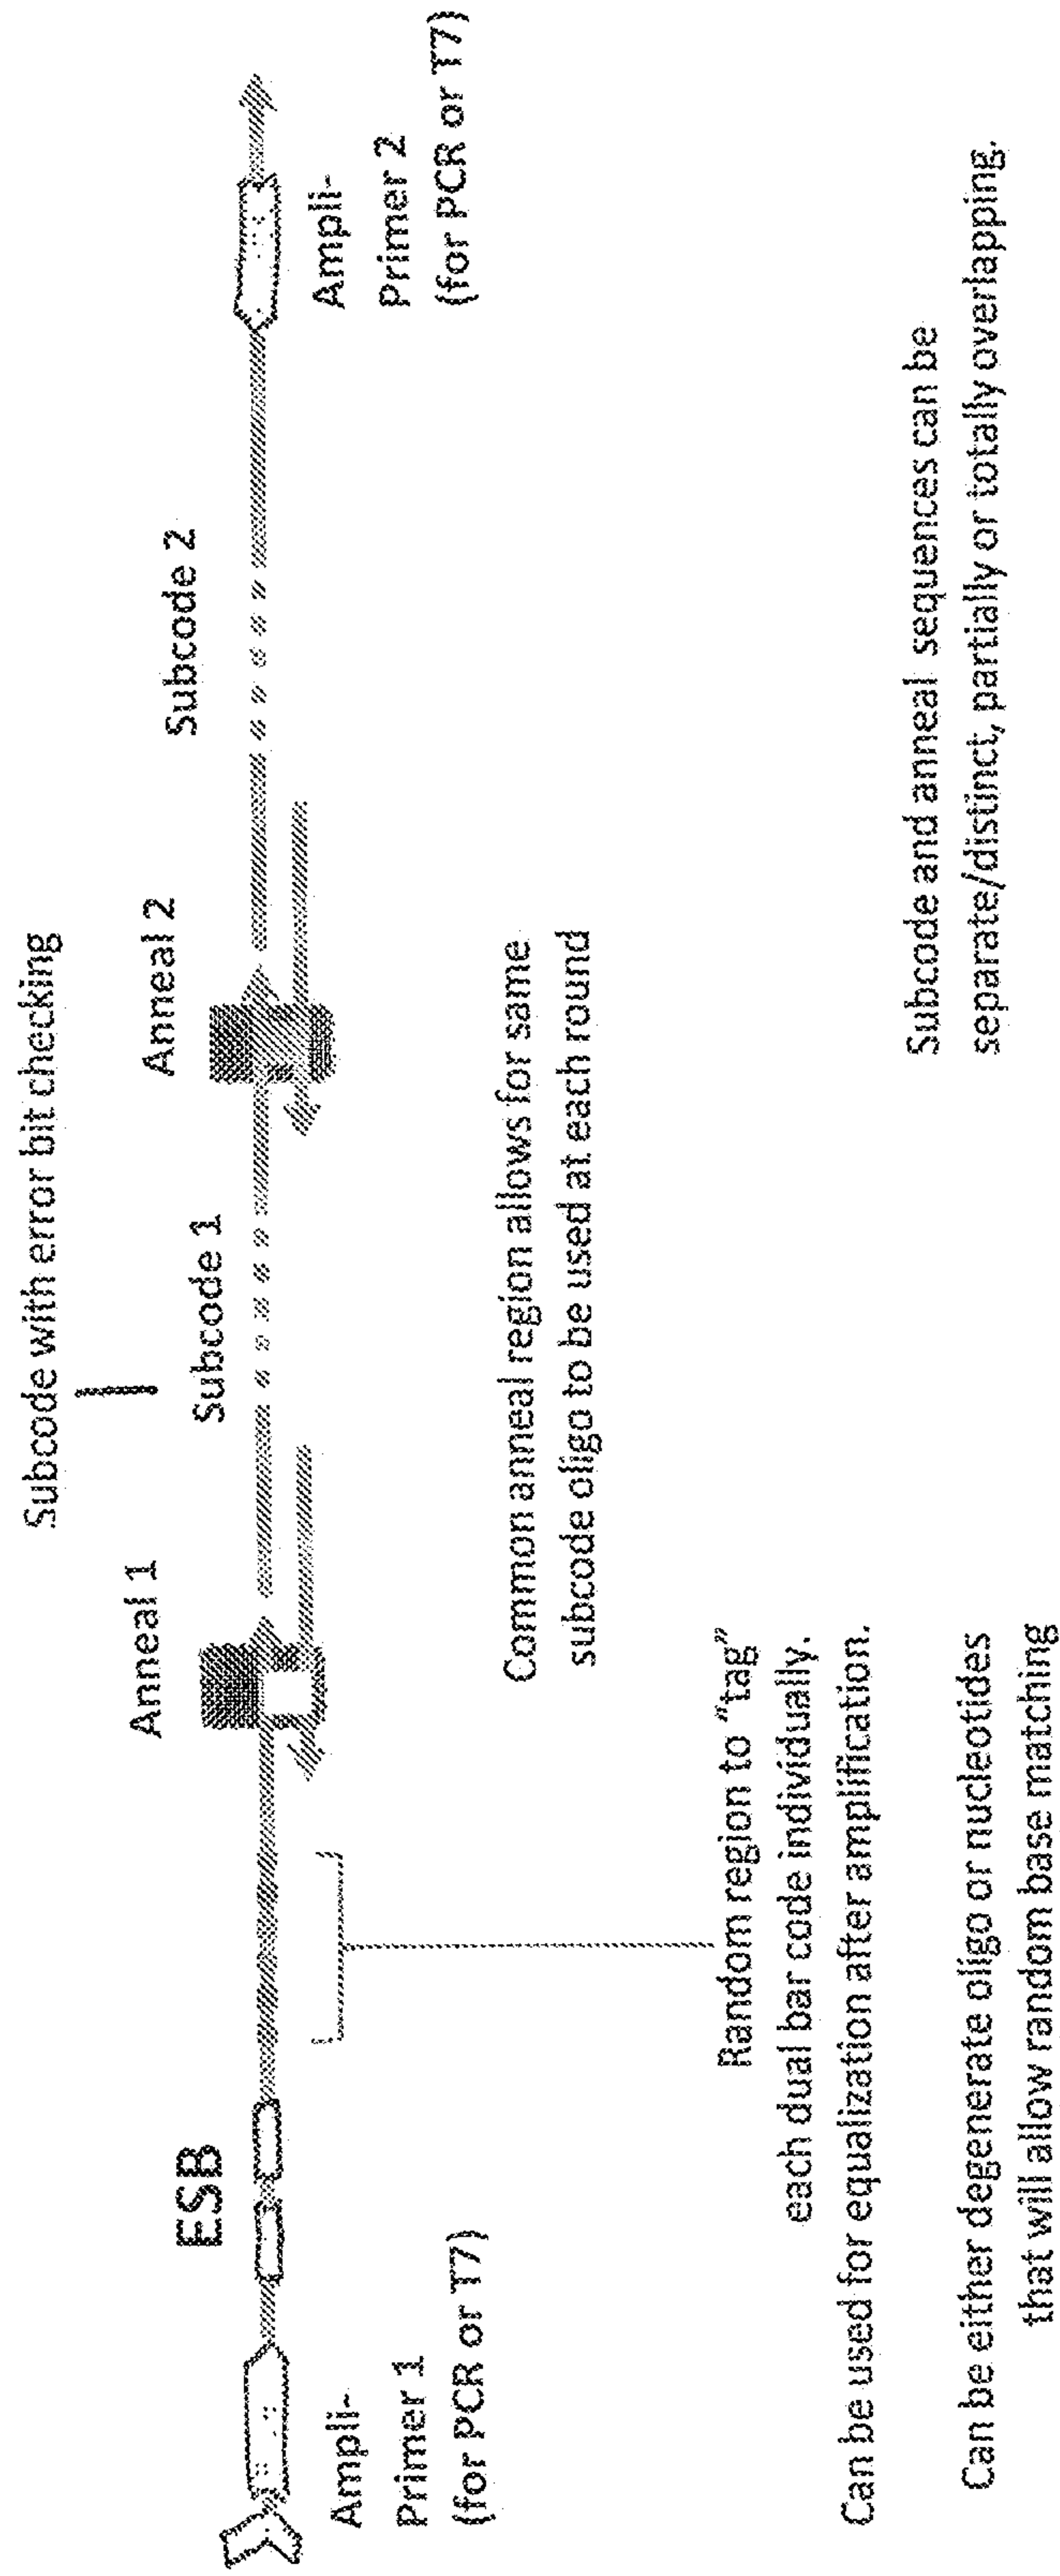 Subcode with error bit checking
Anneal 1
Subcode 1
Anneal 2
Subcode 2
ESB
Ampli-
Primer 1
(for PCR or T7)
Ampli-
Primer 2
(for PCR or T7)
Common anneal region allows for same
subcode oligo to be used at each round
Random region to "tag"
each dual bar code individually.
Can be used for equalization after amplification.
Can be either degenerate oligo or nucleotides
that will allow random base matching
Subcode and anneal sequences can be
separate/distinct, partially or totally overlapping.